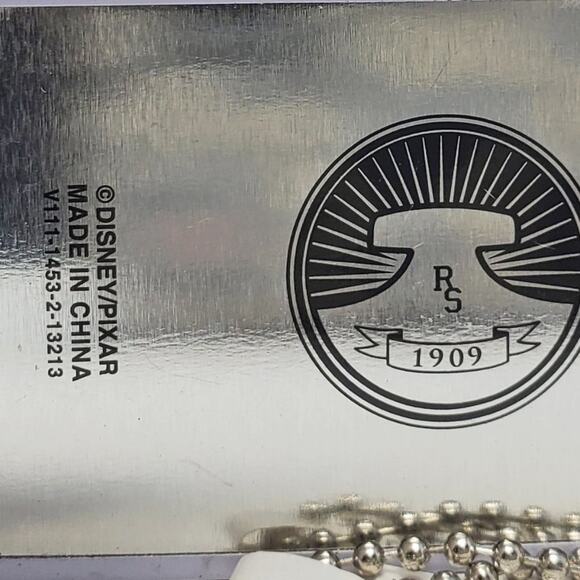 ©DISNEY/PIXAR
MADE IN CHINA
V111-1453-2-13213
RS
1909